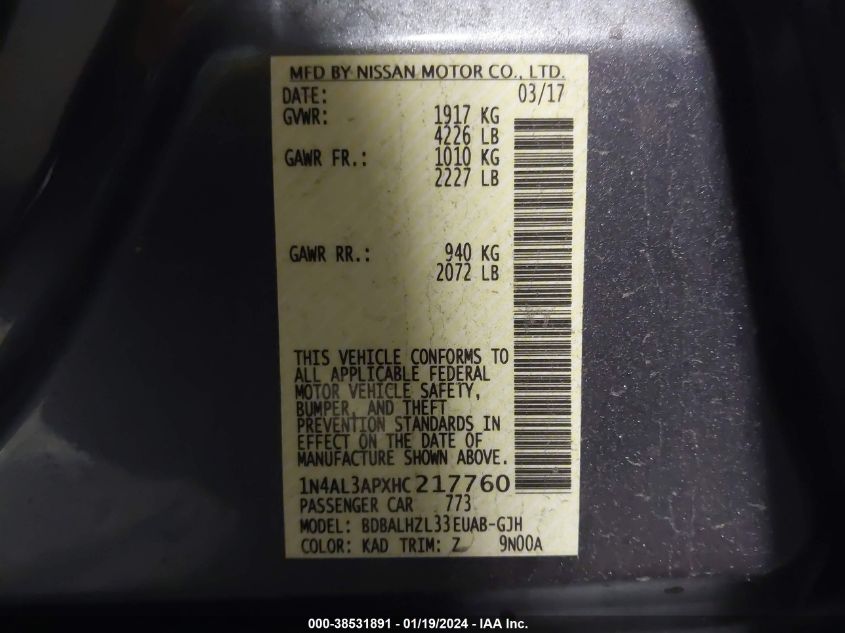 MFD BY NISSAN MOTOR CO., LTD.
DATE: 03/17
GVWR: 1917 KG
4226 LB
GAWR FR.: 1010 KG
2227 LB
GAWR RR.: 940 KG
2072 LB
THIS VEHICLE CONFORMS TO
ALL APPLICABLE FEDERAL
MOTOR VEHICLE SAFETY,
BUMPER, AND THEFT
PREVENTION STANDARDS IN
EFFECT ON THE DATE OF
MANUFACTURE SHOWN ABOVE.
1N4AL3APXHC217760
PASSENGER CAR 773
MODEL: BDBALHZL33EUAB-GJH
COLOR: KAD TRIM: Z 9N00A
000-38531891 - 01/19/2024 - IAA Inc.